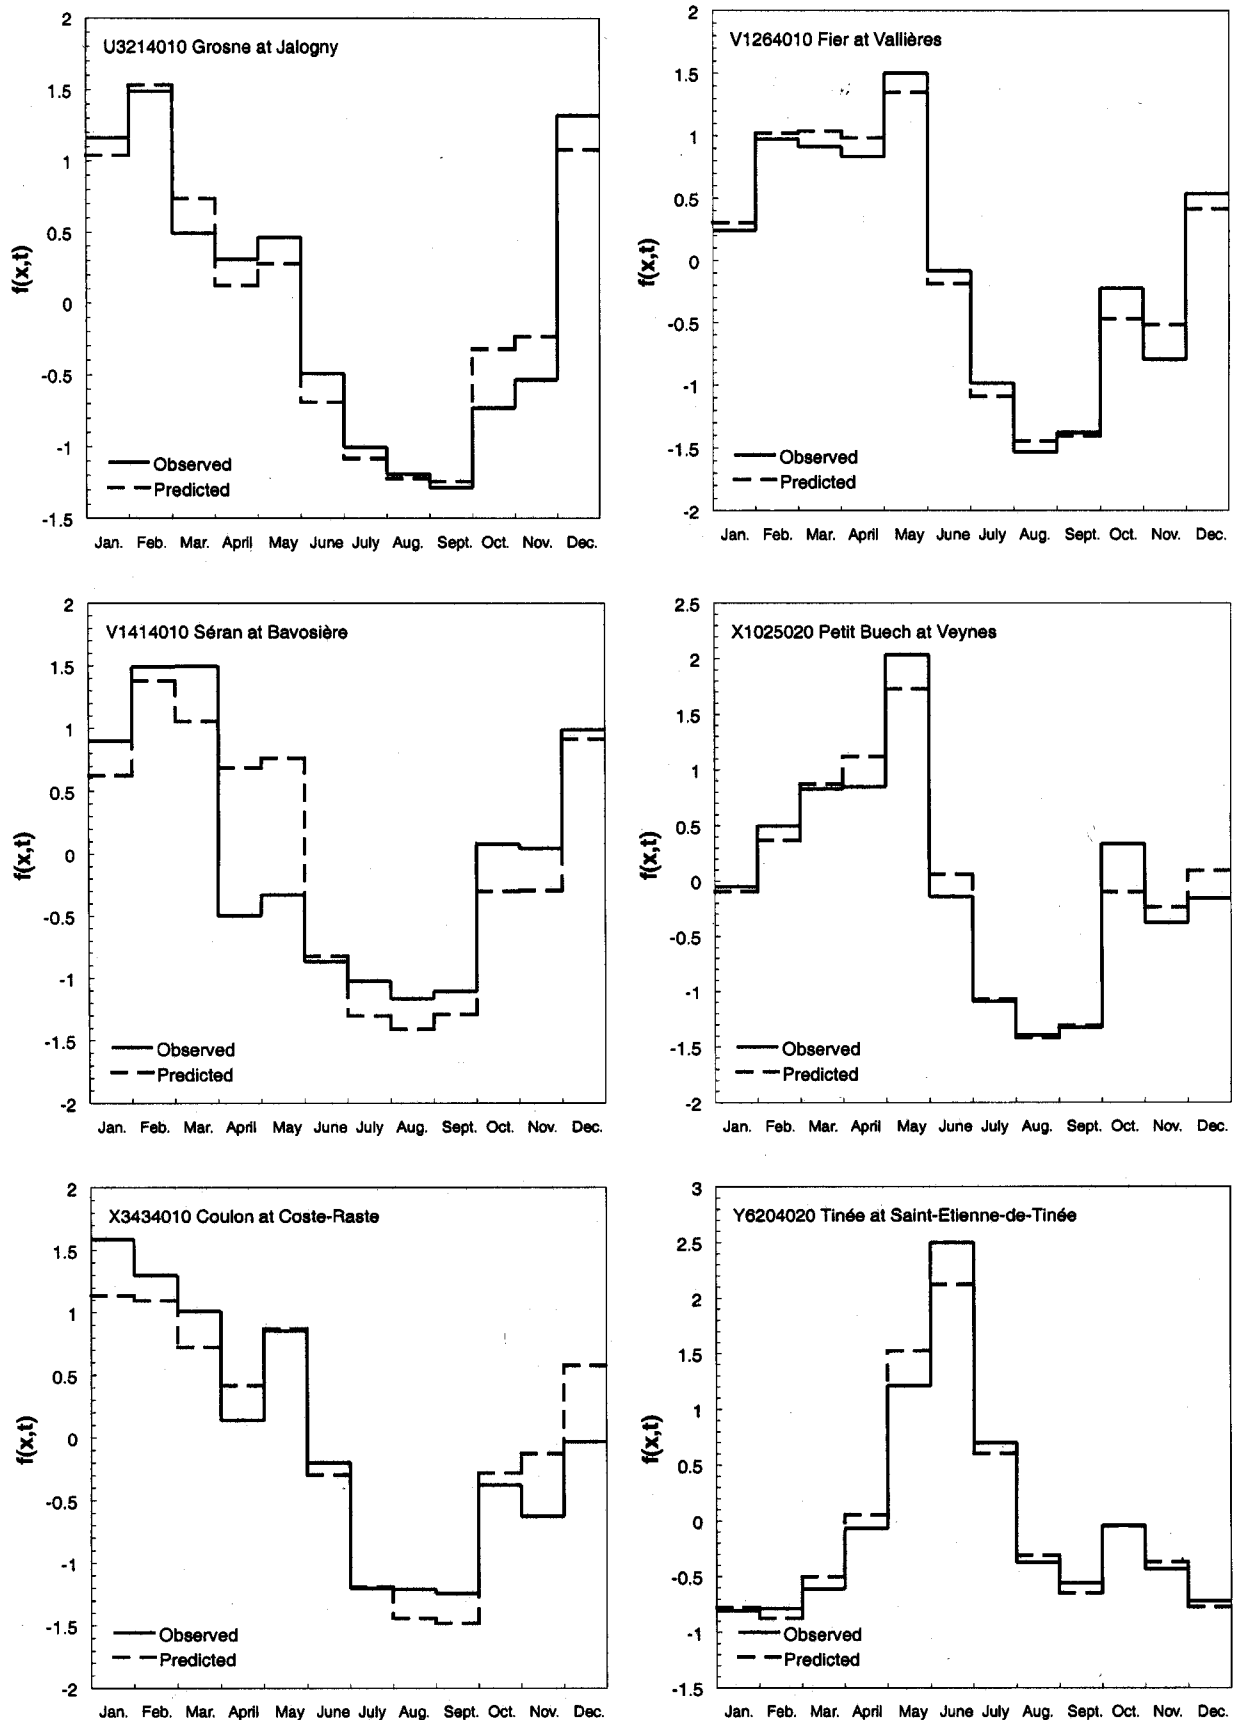 U3214010 Grosne at Jalogny
2
1.5
1
0.5
0
-0.5
-1
-1.5
f(x,t)
Observed
Predicted
Jan. Feb. Mar. April May June July Aug. Sept. Oct. Nov. Dec.
V1264010 Fier at Vallières
2
1.5
1
0.5
0
-0.5
-1
-1.5
-2
f(x,t)
Observed
Predicted
Jan. Feb. Mar. April May June July Aug. Sept. Oct. Nov. Dec.
V1414010 Séran at Bavosière
2
1.5
1
0.5
0
-0.5
-1
-1.5
-2
f(x,t)
Observed
Predicted
Jan. Feb. Mar. April May June July Aug. Sept. Oct. Nov. Dec.
X1025020 Petit Buech at Veynes
2.5
2
1.5
1
0.5
0
-0.5
-1
-1.5
-2
f(x,t)
Observed
Predicted
Jan. Feb. Mar. April May June July Aug. Sept. Oct. Nov. Dec.
X3434010 Coulon at Coste-Raste
2
1.5
1
0.5
0
-0.5
-1
-1.5
-2
f(x,t)
Observed
Predicted
Jan. Feb. Mar. April May June July Aug. Sept. Oct. Nov. Dec.
Y6204020 Tinée at Saint-Etienne-de-Tinée
3
2.5
2
1.5
1
0.5
0
-0.5
-1
-1.5
f(x,t)
Observed
Predicted
Jan. Feb. Mar. April May June July Aug. Sept. Oct. Nov. Dec.